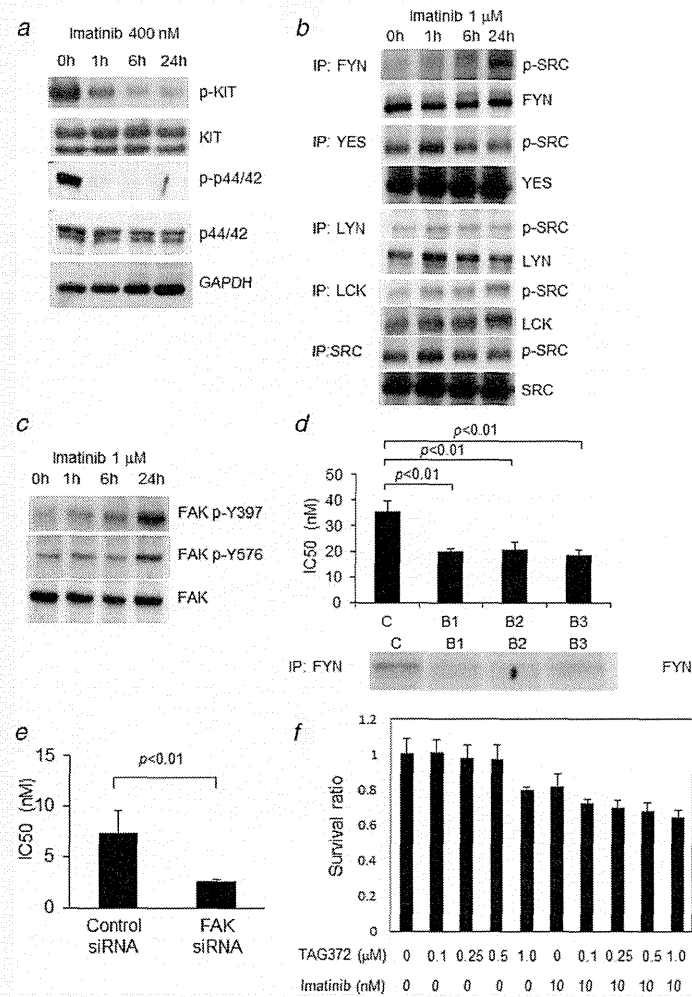 a
Imatinib 400 nM
0h 1h 6h 24h
p-KIT
KIT
p-p44/42
p44/42
GAPDH
b
Imatinib 1 μM
0h 1h 6h 24h
IP: FYN p-SRC
FYN
IP: YES p-SRC
YES
IP: LYN p-SRC
LYN
IP: LCK p-SRC
LCK
IP:SRC p-SRC
SRC
c
Imatinib 1 μM
0h 1h 6h 24h
FAK p-Y397
FAK p-Y576
FAK
d
p<0.01
p<0.01
p<0.01
IC50 (nM)
50
40
30
20
10
0
C B1 B2 B3
C B1 B2 B3
IP: FYN FYN
e
p<0.01
IC50 (nM)
15
10
5
0
Control siRNA
FAK siRNA
f
Survival ratio
1.2
1
0.8
0.6
0.4
0.2
0
TAG372 (μM) 0 0.1 0.25 0.5 1.0 0 0.1 0.25 0.5 1.0
Imatinib (nM) 0 0 0 0 0 10 10 10 10 10